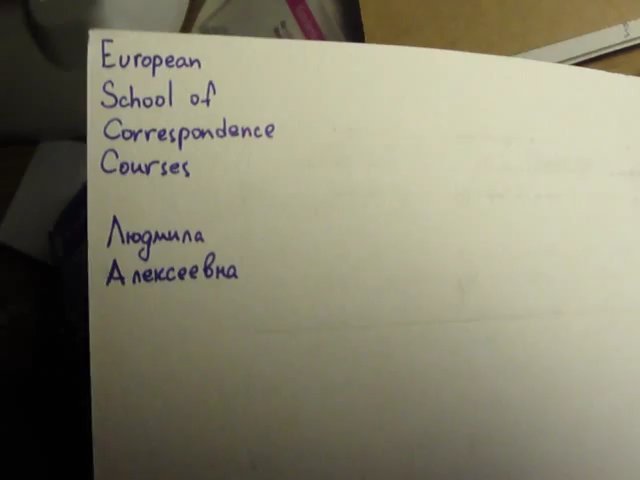 European
School of
Correspondence
Courses
Людмила
Алексеевна